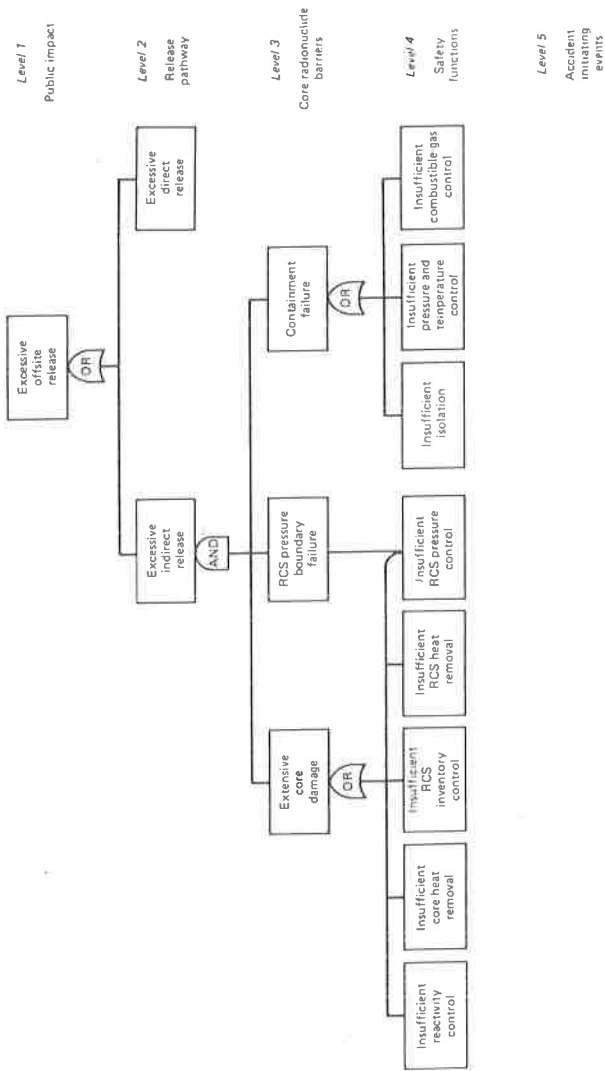 Level 1
Public impact
Level 2
Release
pathway
Level 3
Core radionuclide
barriers
Level 4
Safety
functions
Level 5
Accident
initiating
events
Excessive
offsite
release
OR
Excessive
indirect
release
AND
Excessive
direct
release
Extensive
core
damage
OR
RCS pressure
boundary
failure
Containment
failure
OR
Insufficient
reactivity
control
Insufficient
core heat
removal
Insufficient
RCS
inventory
control
Insufficient
RCS heat
removal
Insufficient
RCS pressure
control
Insufficient
isolation
Insufficient
pressure and
reinperature
control
Insufficient
combustible gas
control